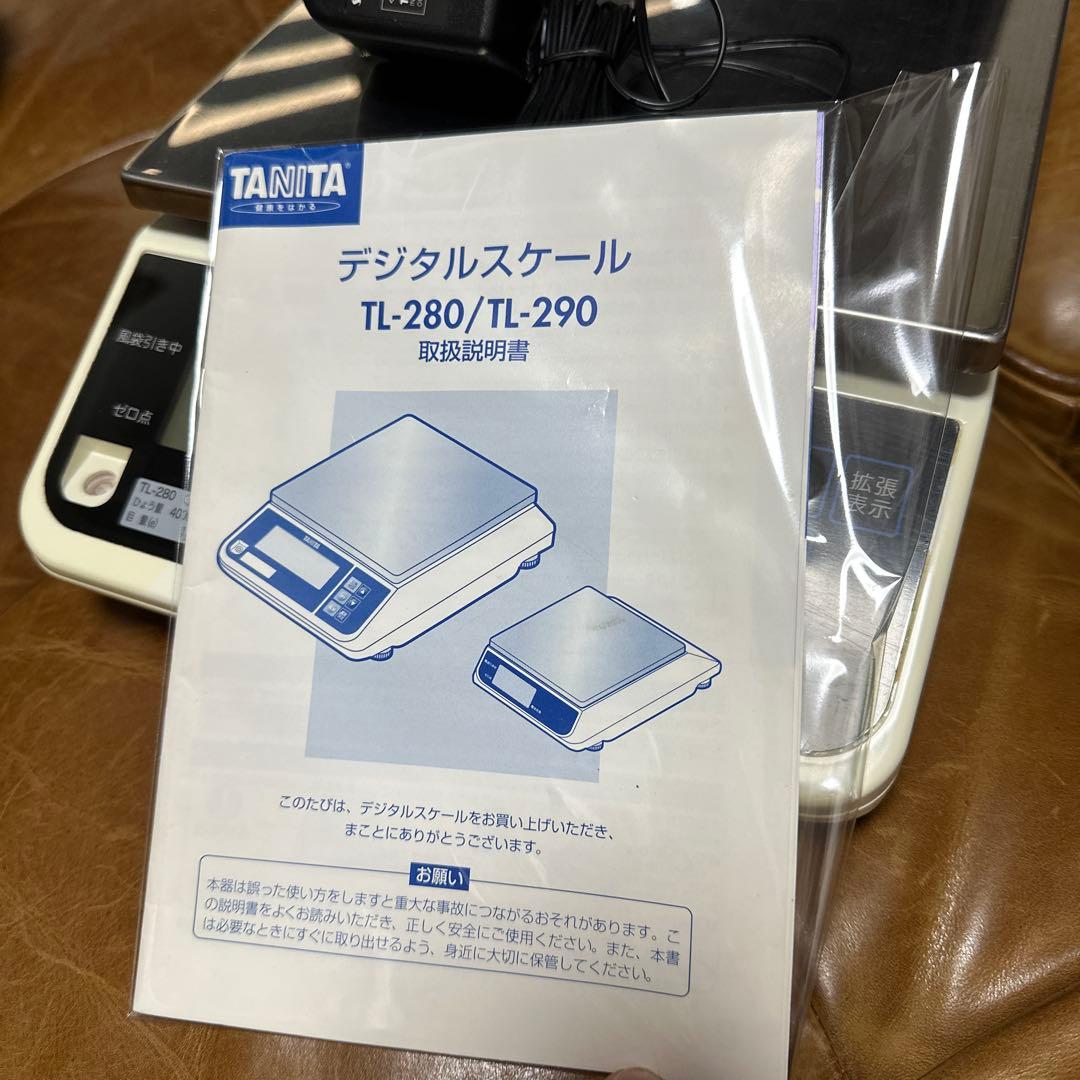 TANITA
健康をはかる
デジタルスケール
TL-280/TL-290
取扱説明書
風袋引き中
ゼロ点
TL-280
ひょう量
目 量(g)
拡張
表示
TANITA
このたびは、デジタルスケールをお買い上げいただき、
まことにありがとうございます。
お願い
本器は誤った使い方をしますと重大な事故につながるおそれがあります。こ
の説明書をよくお読みいただき、正しく安全にご使用ください。また、本書
は必要なときにすぐに取り出せるよう、身近に大切に保管してください。